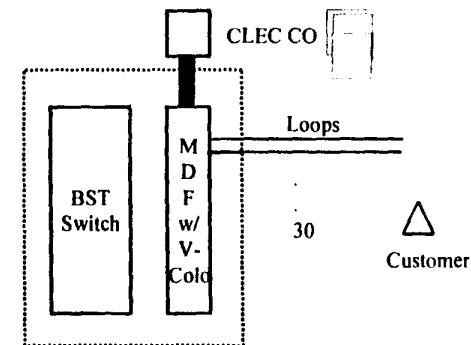 CLEC CO
Loops
M
D
F
w/
V-
Colo
BST
Switch
.
.
30
Customer